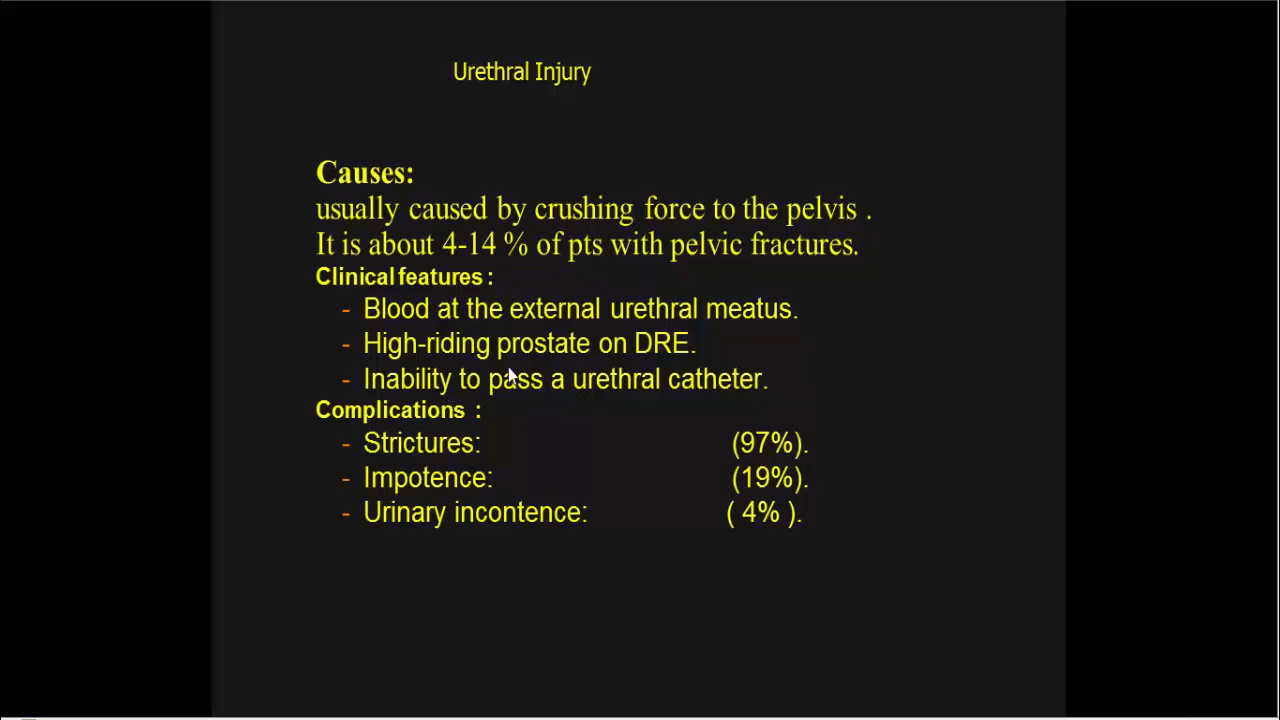 Urethral Injury
Causes:
usually caused by crushing force to the pelvis .
It is about 4-14 % of pts with pelvic fractures.
Clinical features :
- Blood at the external urethral meatus.
- High-riding prostate on DRE.
- Inability to pass a urethral catheter.
Complications :
- Strictures: (97%).
- Impotence: (19%).
- Urinary incontence: ( 4% ).